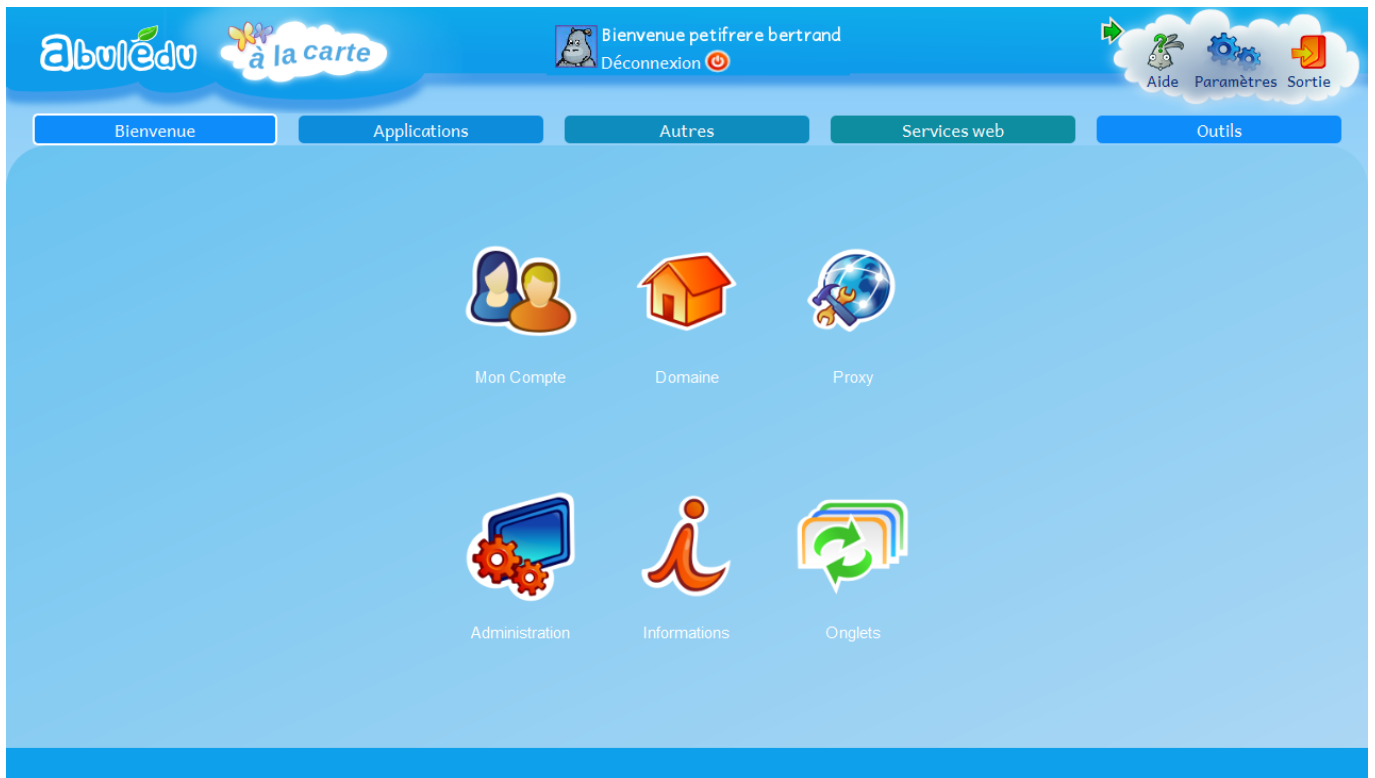 abulédu
à la carte
Bienvenue petifrere bertrand
Déconnexion
Aide Paramètres Sortie
Bienvenue Applications Autres Services web Outils
Mon Compte Domaine Proxy
Administration Informations Onglets